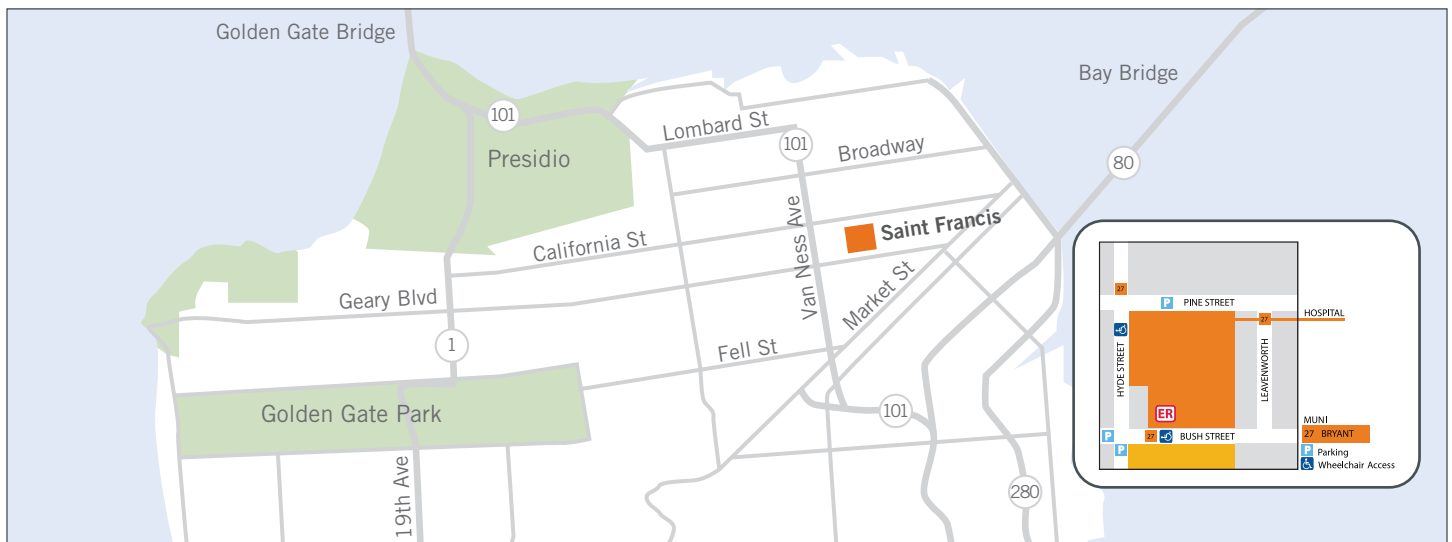 Golden Gate Bridge
Bay Bridge
101
Lombard St
101
Broadway
80
Presidio
Saint Francis
California St
Van Ness Ave
Geary Blvd
Market St
1
Fell St
Golden Gate Park
101
19th Ave
280
27
P
PINE STREET
HOSPITAL
27
HYDE STREET
LEAVENWORTH
ER
MUNI
27 BRYANT
P
27
BUSH STREET
P
P Parking
Wheelchair Access